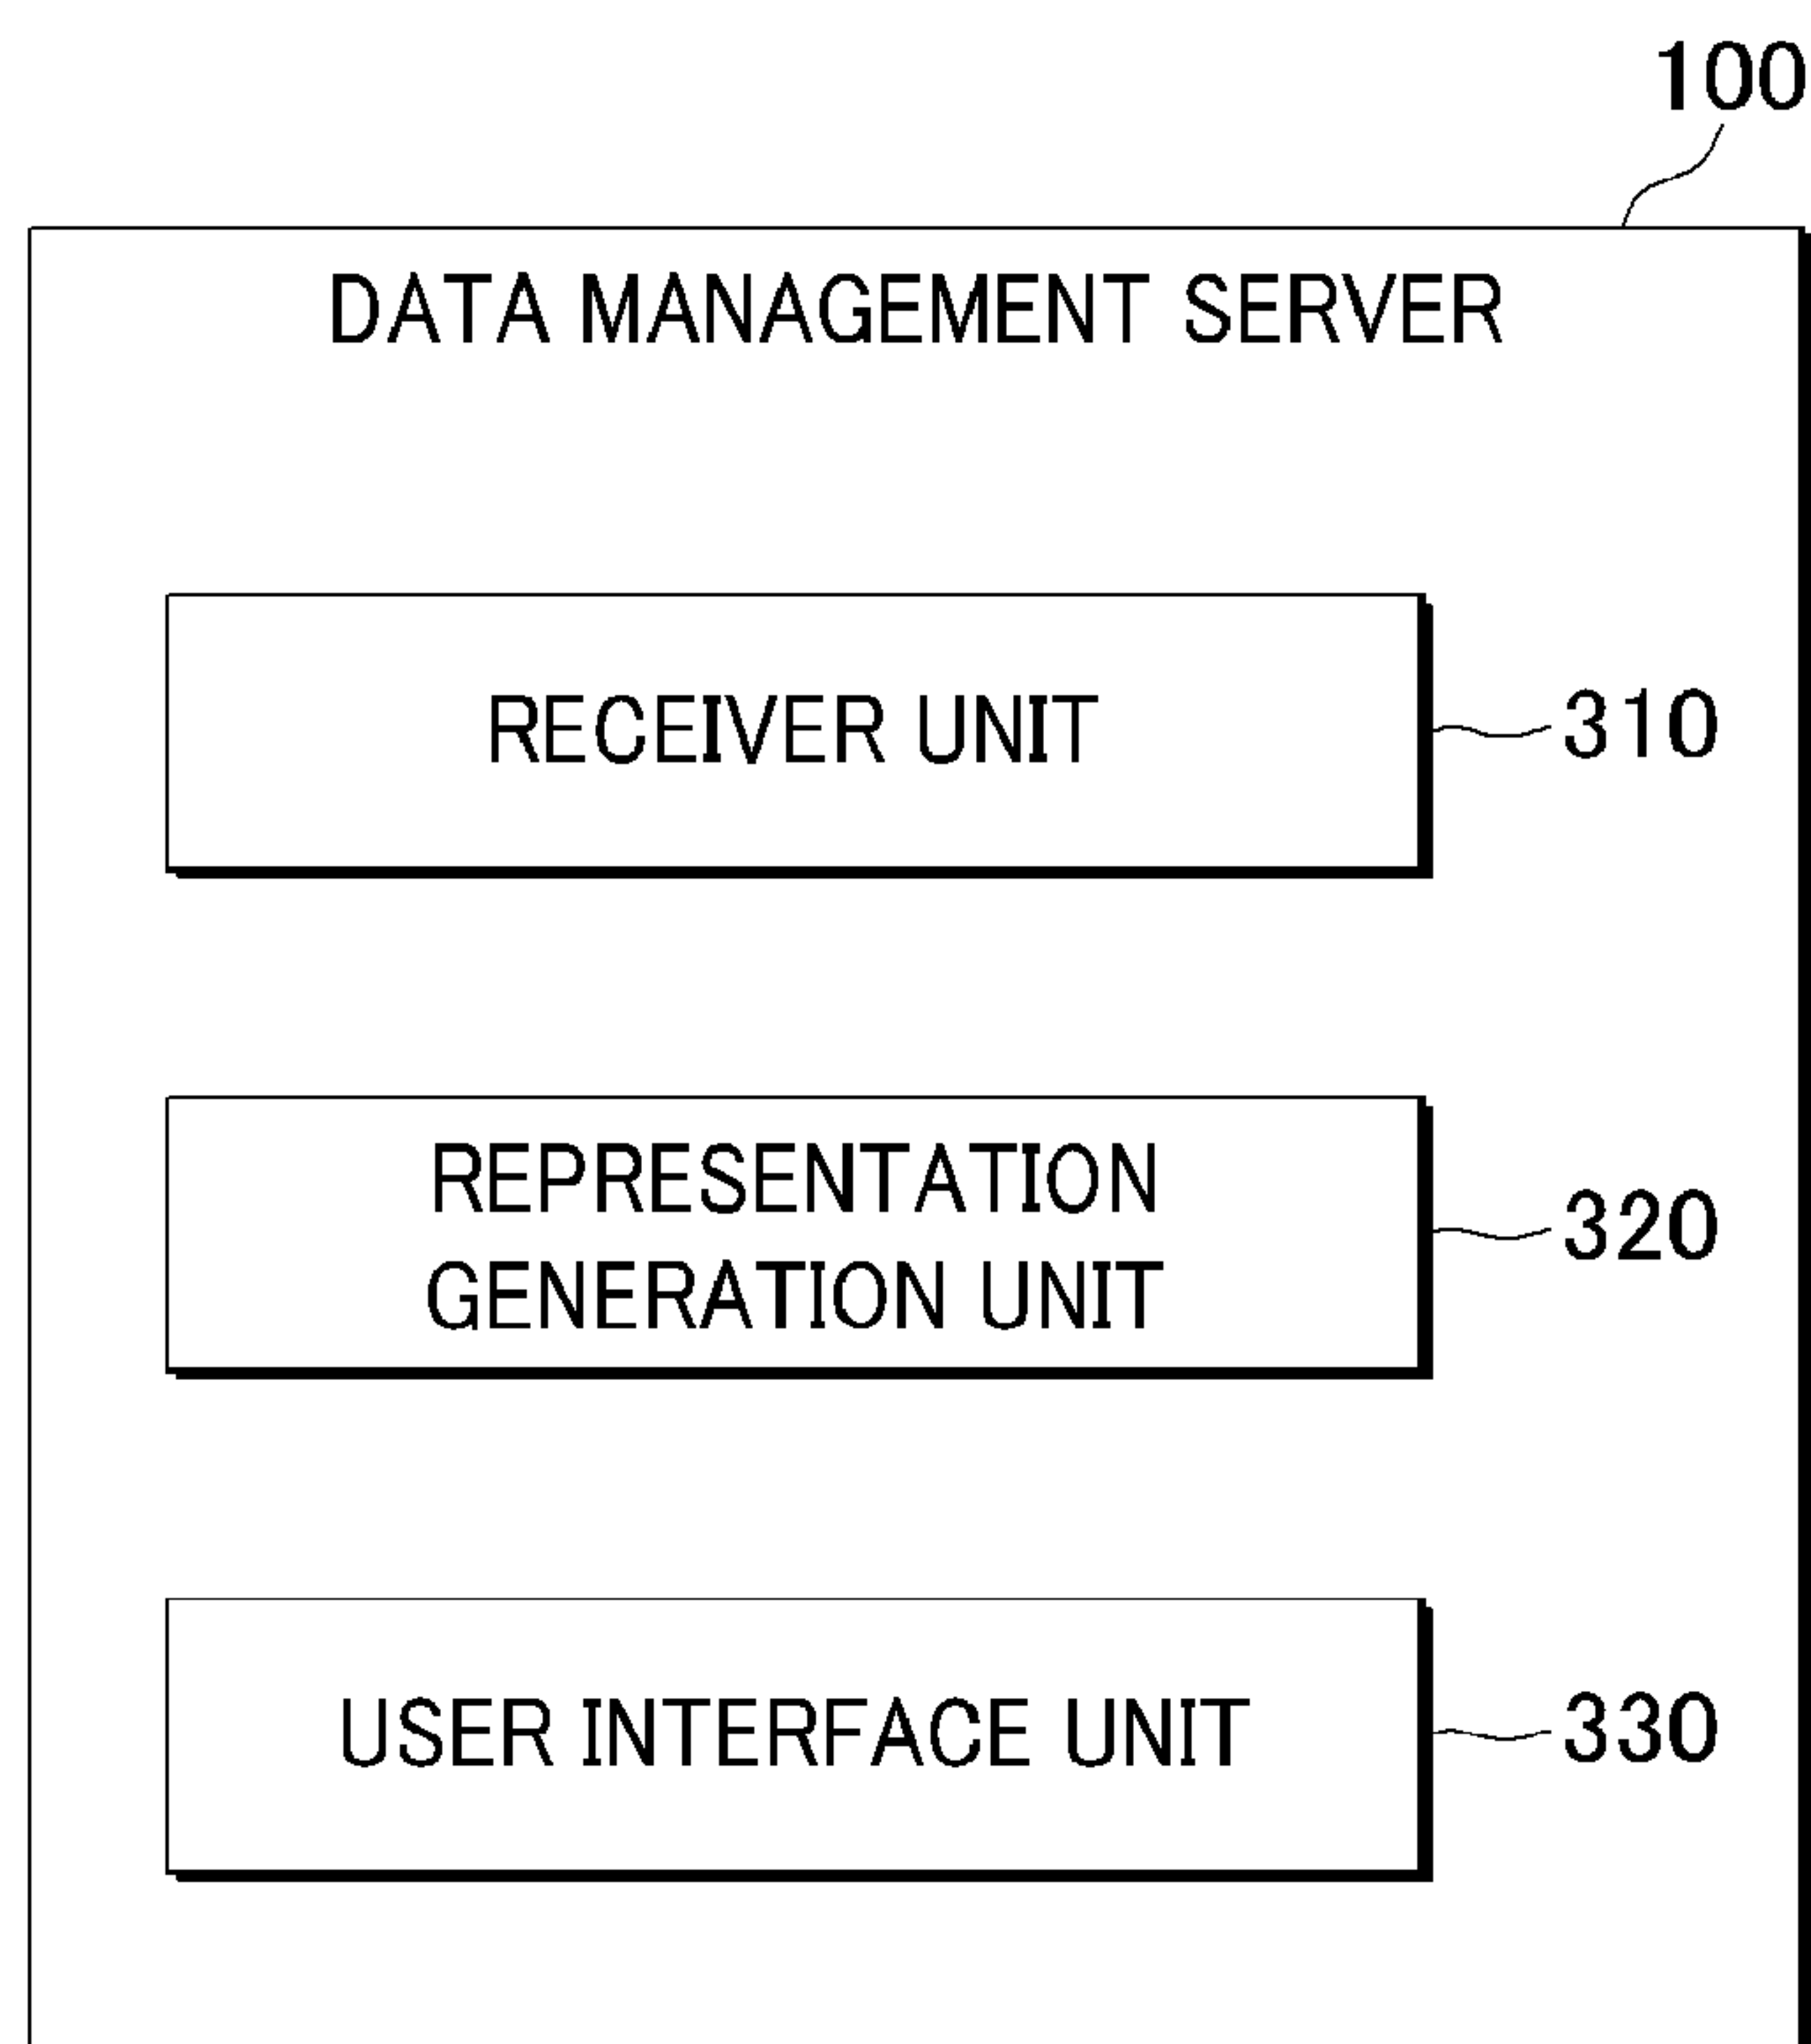 100
DATA MANAGEMENT SERVER
RECEIVER UNIT
310
REPRESENTATION
GENERATION UNIT
320
USER INTERFACE UNIT
330